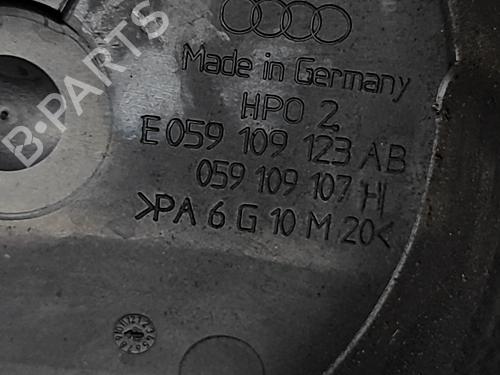 B-PARTS
Made in Germany
HPO 2
E 059 109 123 AB
059 109 107 H
>PA 6 G 10 M 20<